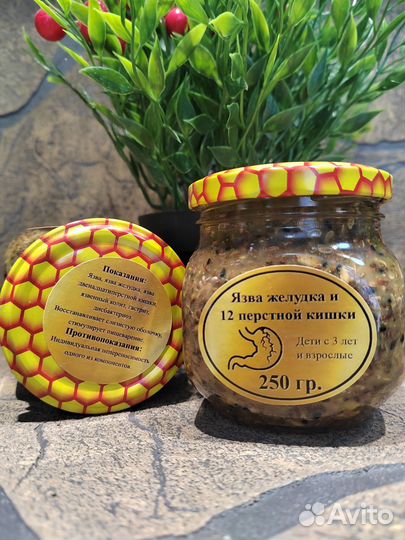 Показания:
Язва, язва желудка, язва
двенадцатиперстной кишки,
язвенный колит, гастрит,
дисбактериоз.
Восстанавливает слизистую оболочку,
стимулирует пищеварение.
Противопоказания:
Индивидуальная непереносимость
одного из компонентов
Язва желудка и
12 перстной кишки
Дети с 3 лет
и взрослые
250 гр.
Avito